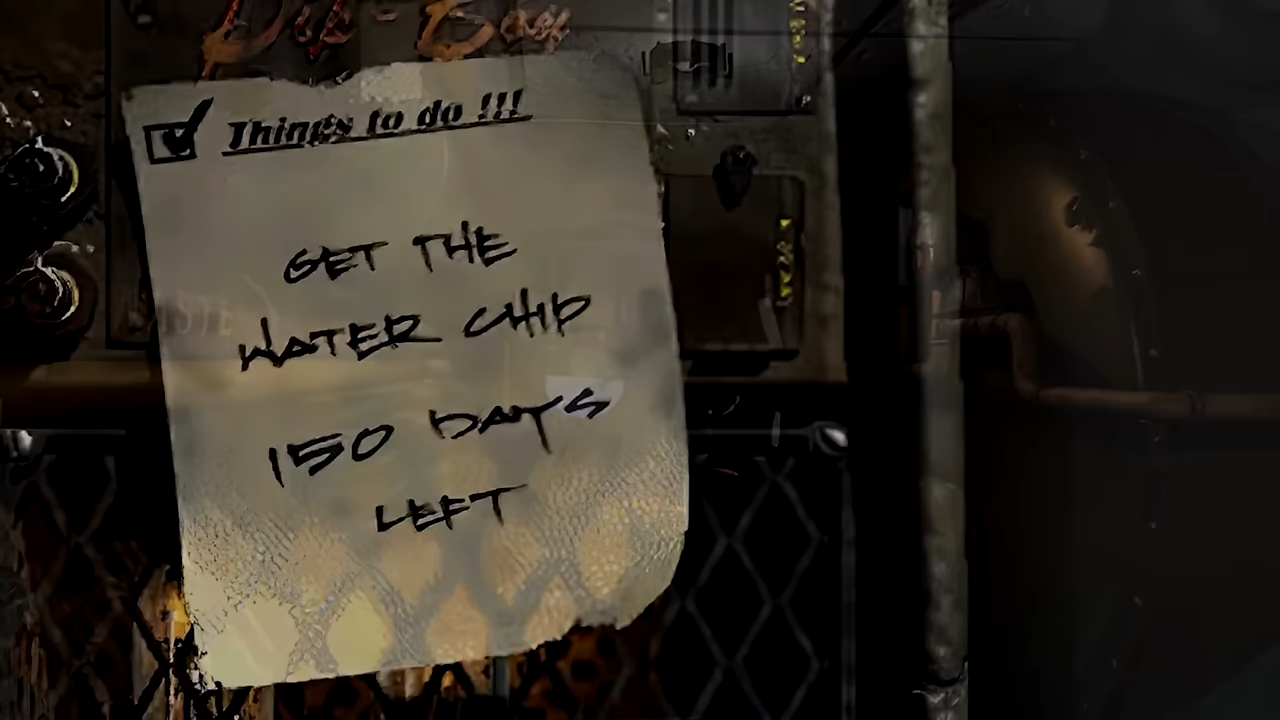 Things to do !!!
GET THE
WATER CHIP
150 DAYS
LEFT